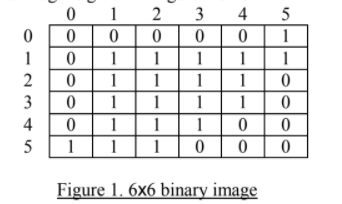 0 1 2 3 4 5
0 0 0 0 0 0 1
1 0 1 1 1 1 1
2 0 1 1 1 1 0
3 0 1 1 1 1 0
4 0 1 1 1 0 0
5 1 1 1 0 0 0
Figure 1. 6x6 binary image